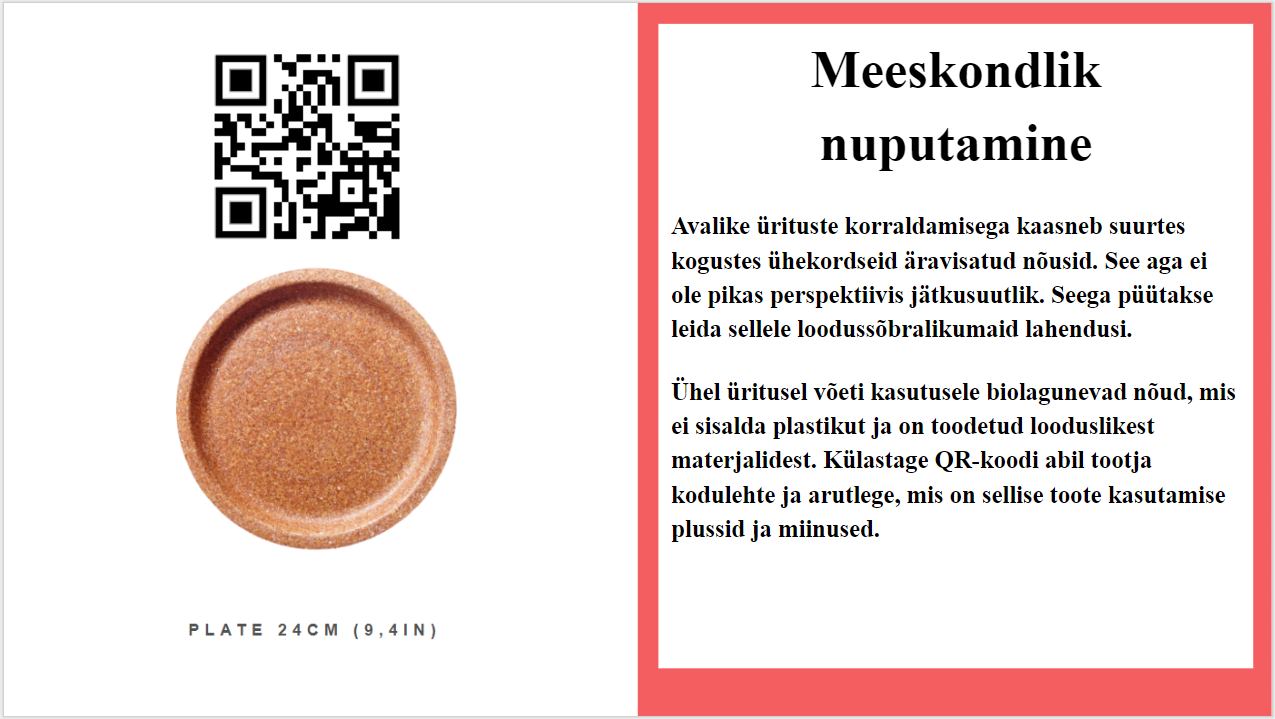 PLATE 24CM (9,4IN)
Meeskondlik
nuputamine
Avalike ürituste korraldamisega kaasneb suurtes
kogustes ühekordseid äravisatud nõusid. See aga ei
ole pikas perspektiivis jätkusuutlik. Seega püütakse
leida sellele loodussõbralikumaid lahendusi.
Ühel üritusel võeti kasutusele biolagunevad nõud, mis
ei sisalda plastikut ja on toodetud looduslikest
materjalidest. Külastage QR-koodi abil tootja
kodulehte ja arutlege, mis on sellise toote kasutamise
plussid ja miinused.